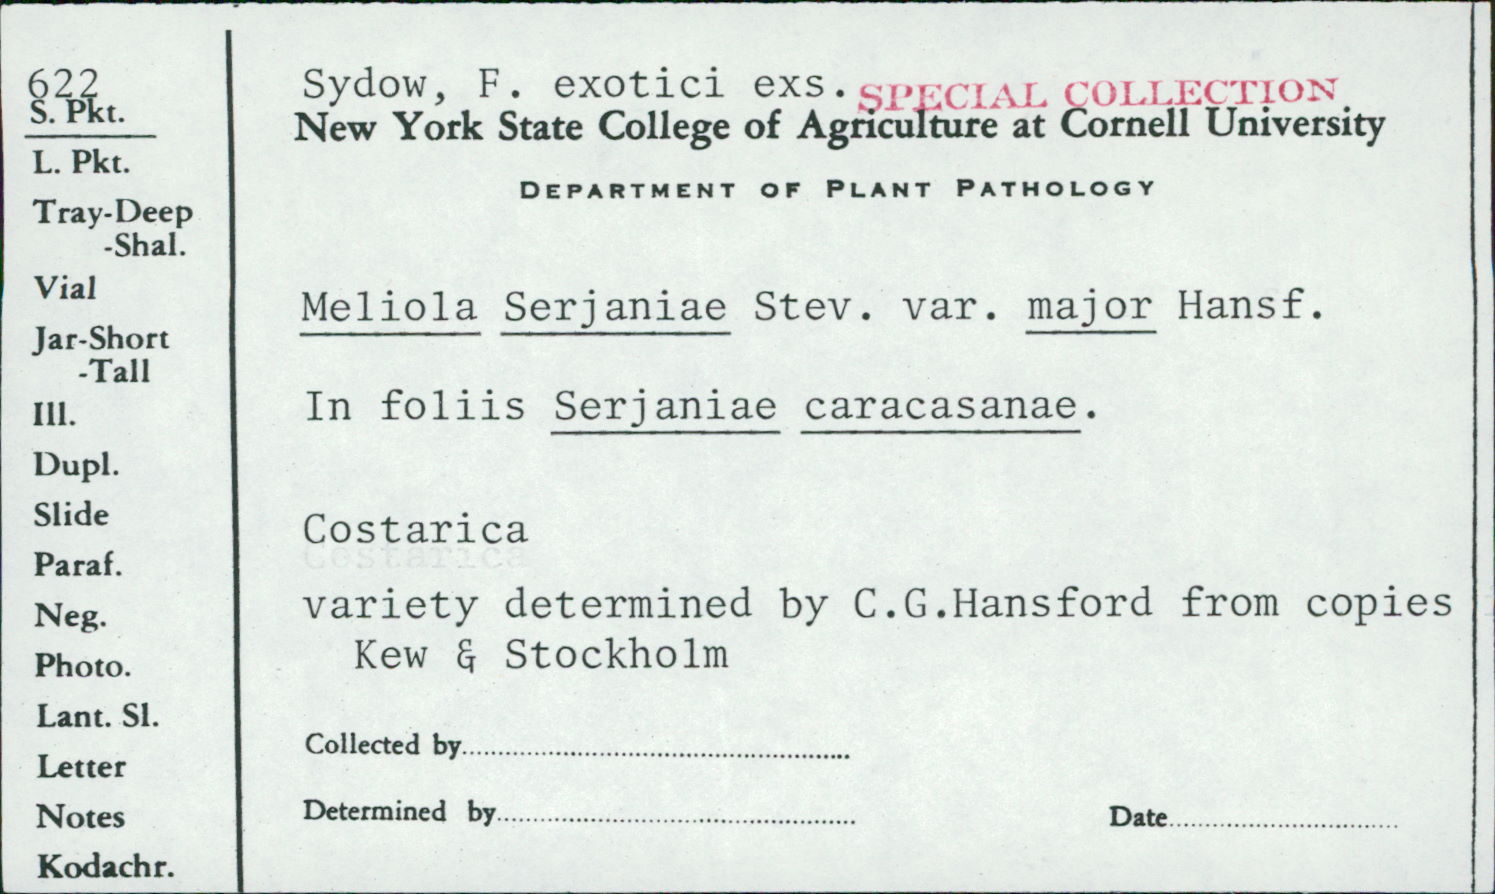 622
S. Pkt.
L. Pkt.
Tray-Deep
-Shal.
Vial
Jar-Short
-Tall
Ill.
Dupl.
Slide
Paraf.
Neg.
Photo.
Lant. Sl.
Letter
Notes
Kodachr.
Sydow, F. exotici exs. SPECIAL COLLECTION.
New York State College of Agriculture at Cornell University
DEPARTMENT OF PLANT PATHOLOGY
Meliola Serjaniae Stev. var. major Hansf.
In foliis Serjaniae caracasanae.
Costarica
variety determined by C.G.Hansford from copies
Kew & Stockholm
Collected by
Determined by Date